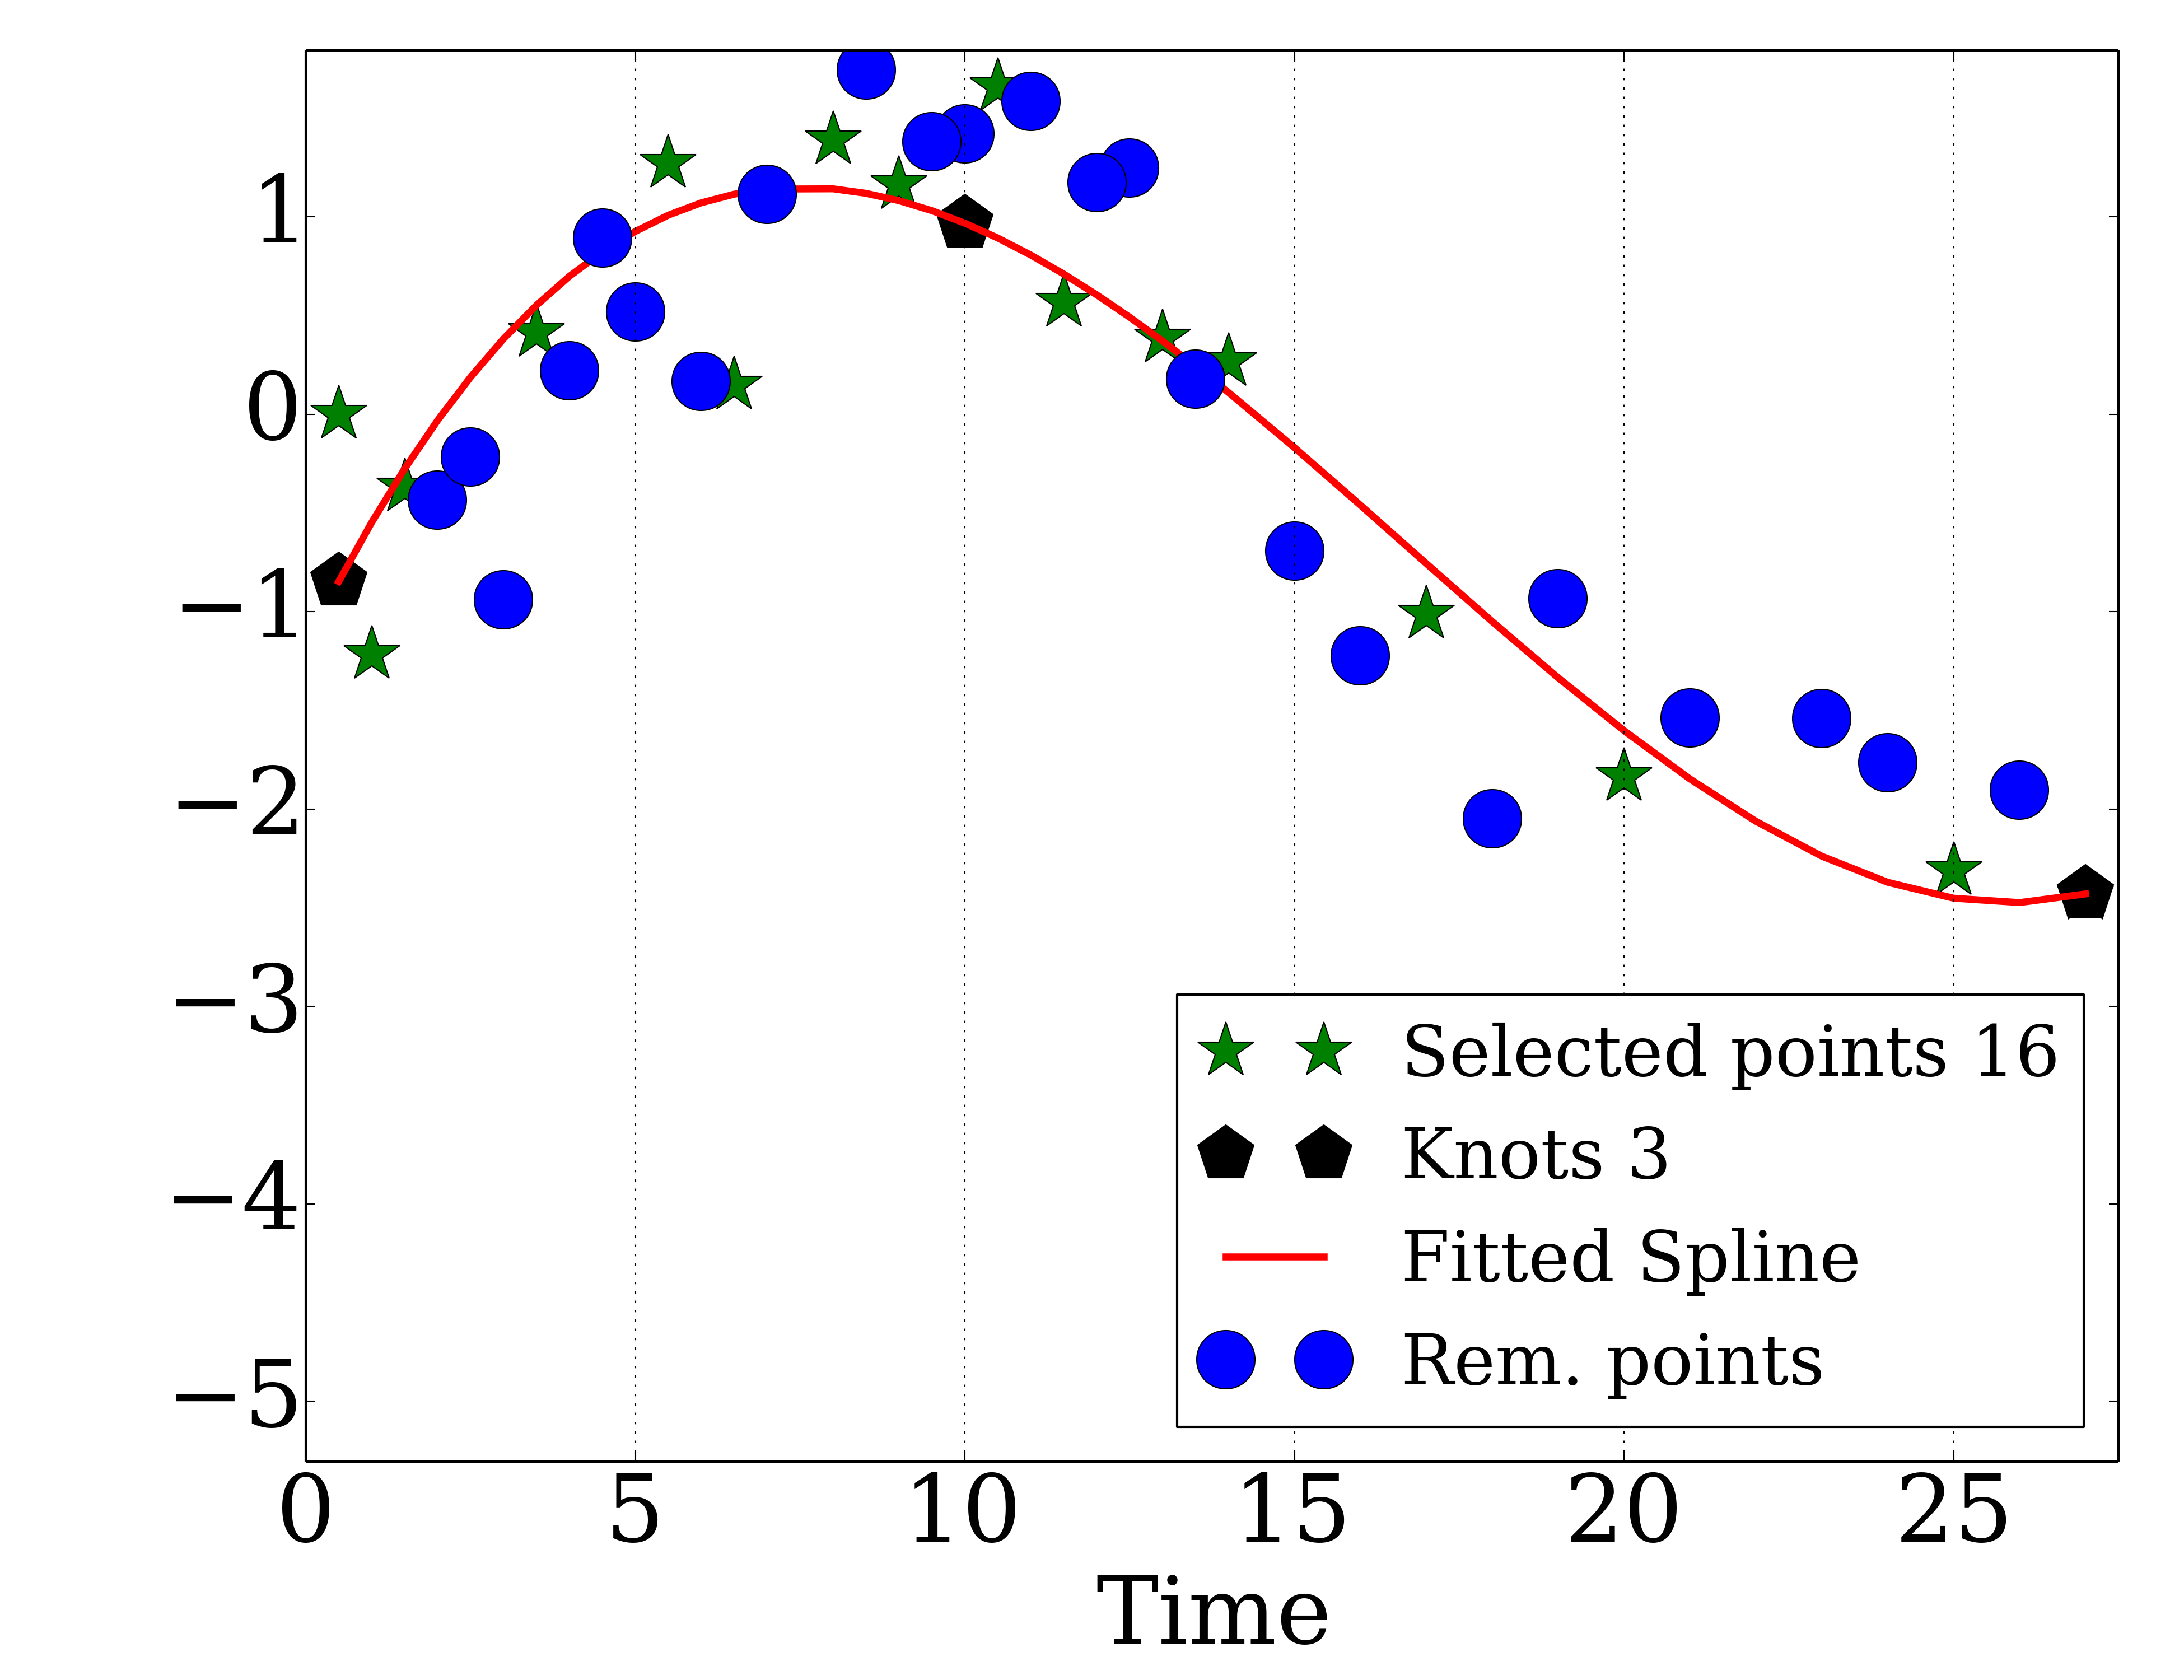 1
0
−1
−2
−3
−4
−5
Selected points 16
Knots 3
Fitted Spline
Rem. points
0 5 10 15 20 25
Time